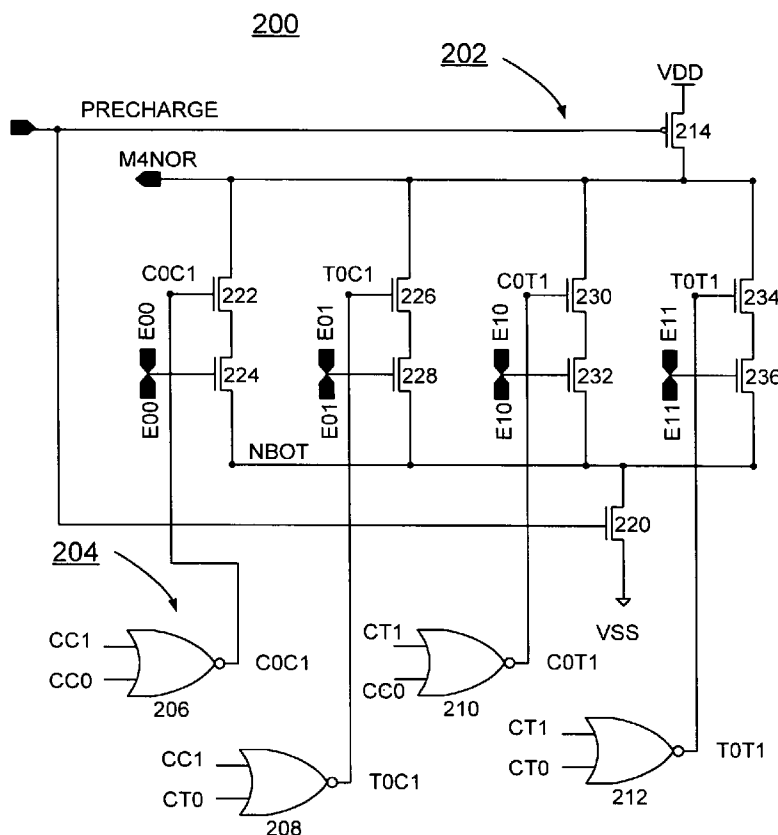 200
202
VDD
PRECHARGE
214
M4NOR
C0C1
T0C1
C0T1
T0T1
222
226
230
234
E00
E01
E10
E11
224
228
232
236
E00
E01
E10
E11
NBOT
220
204
VSS
CC1
CC0
C0C1
206
CT1
CC0
C0T1
210
CC1
CT0
T0C1
208
CT1
CT0
T0T1
212